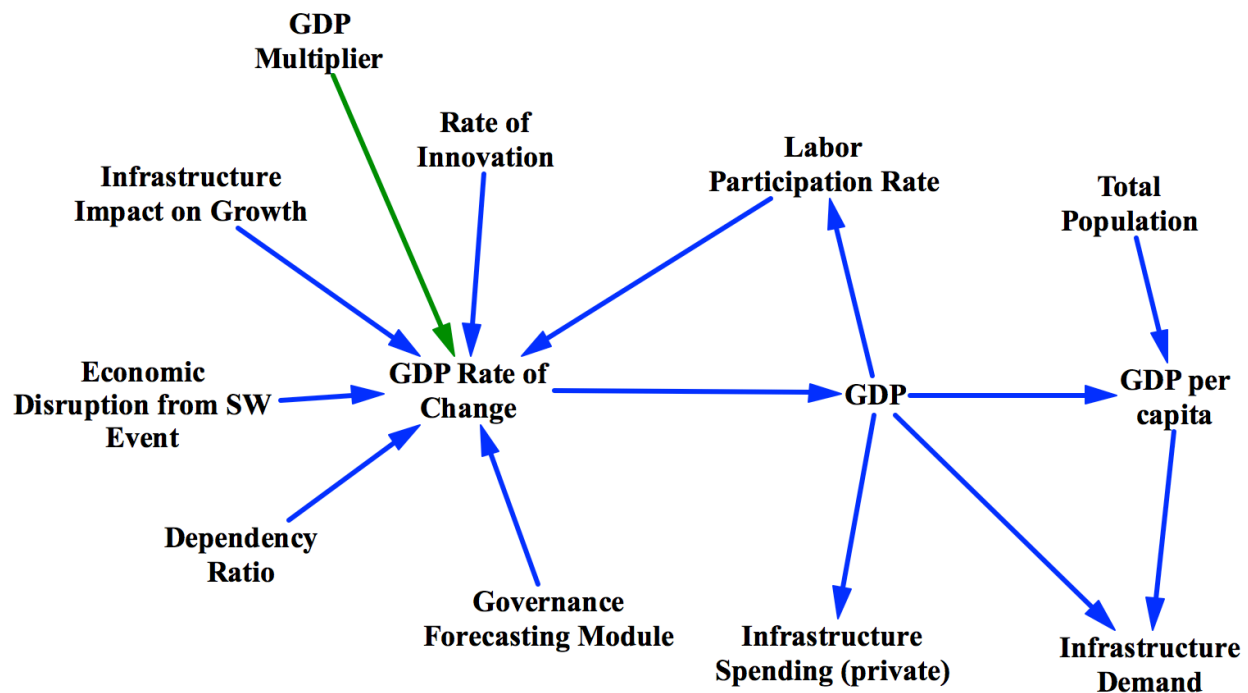 GDP
Multiplier
Rate of
Innovation
Labor
Participation Rate
Infrastructure
Impact on Growth
Total
Population
Economic
Disruption from SW
Event
GDP Rate of
Change
GDP
GDP per
capita
Dependency
Ratio
Governance
Forecasting Module
Infrastructure
Spending (private)
Infrastructure
Demand